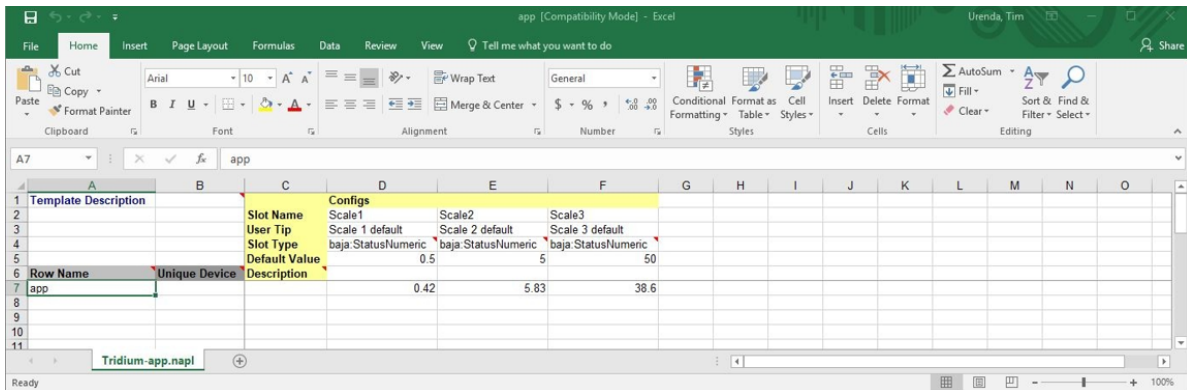 app [Compatibility Mode] - Excel
Urenda, Tim
File Home Insert Page Layout Formulas Data Review View Tell me what you want to do Share
Cut
Copy
Paste
Format Painter
Clipboard
Arial 10 A A
B I U A
Font
Wrap Text
Merge & Center
Alignment
General
$ % , .00 .00
Number
Conditional Formatting
Format as Table
Cell Styles
Styles
Insert Delete Format
Cells
AutoSum
Fill
Clear
Sort & Filter
Find & Select
Editing
A7 fx app
A B C D E F G H I J K L M N O
1 Template Description Configs
2 Slot Name Scale1 Scale2 Scale3
3 User Tip Scale 1 default Scale 2 default Scale 3 default
4 Slot Type baja:StatusNumeric baja:StatusNumeric baja:StatusNumeric
5 Default Value 0.5 5 50
6 Row Name Unique Device Description
7 app 0.42 5.83 38.6
8
9
10
11
Tridium-app.napl
Ready 100%